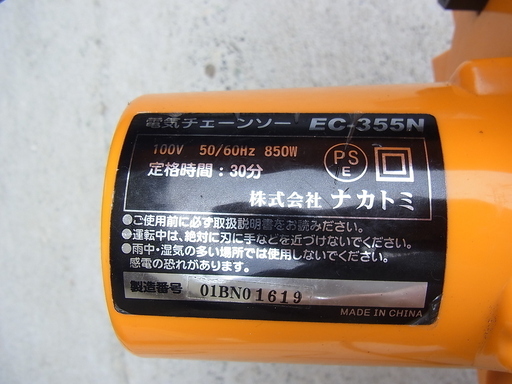 電気チェーンソー EC-355N
100V 50/60Hz 850W
PS
E
定格時間:30分
株式会社 ナカトミ
●ご使用前に必ず取扱説明書をお読みください。
●運転中は、絶対に刃に手などを近づけないでください。
●雨中・湿気の多い場所では使用しないでください。
感電の恐れがあります。
製造番号 01BN01619
MADE IN CHINA